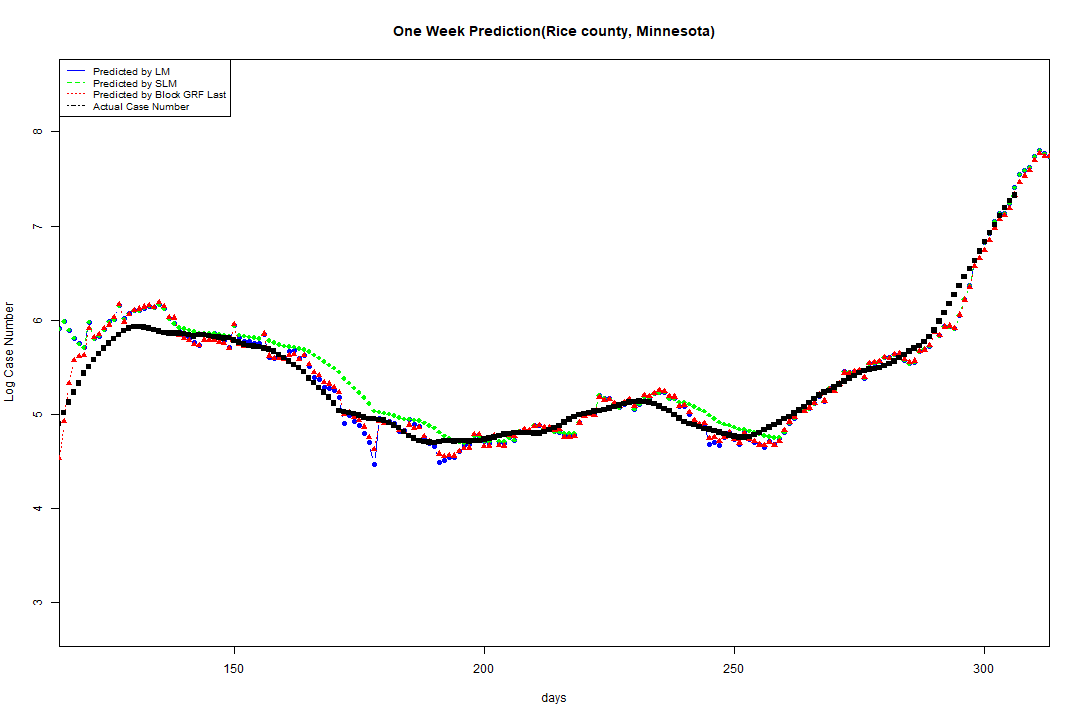 One Week Prediction(Rice county, Minnesota)
Predicted by LM
Predicted by SLM
Predicted by Block GRF Last
Actual Case Number
8
7
6
5
4
3
Log Case Number
150
200
250
300
days